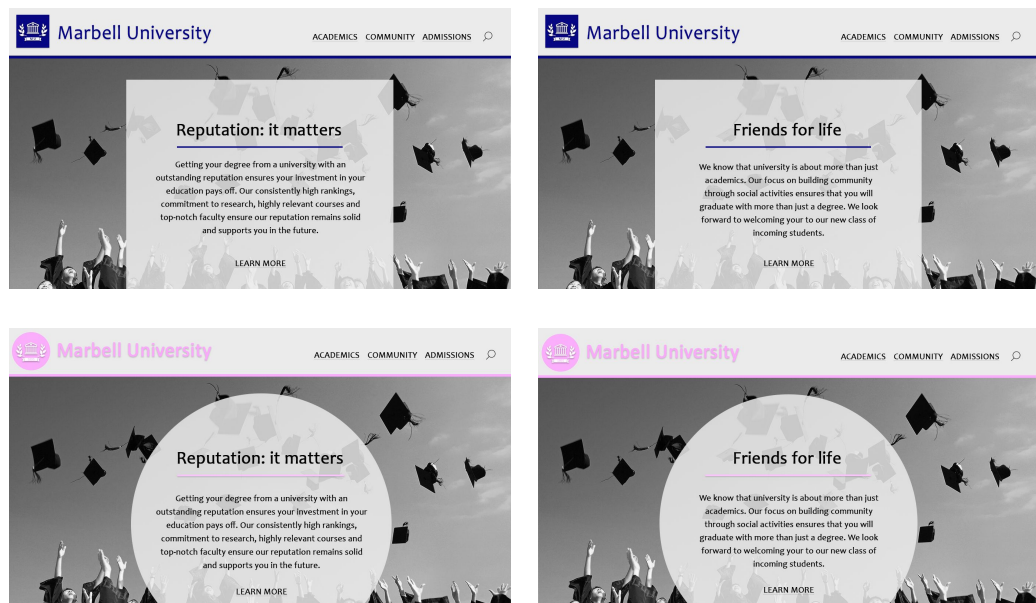 Marbell University
ACADEMICS COMMUNITY ADMISSIONS
Reputation: it matters
Getting your degree from a university with an
outstanding reputation ensures your investment in your
education pays off. Our consistently high rankings,
commitment to research, highly relevant courses and
top-notch faculty ensure our reputation remains solid
and supports you in the future.
LEARN MORE
Marbell University
ACADEMICS COMMUNITY ADMISSIONS
Friends for life
We know that university is about more than just
academics. Our focus on building community
through social activities ensures that you will
graduate with more than just a degree. We look
forward to welcoming your to our new class of
incoming students.
LEARN MORE
Marbell University
ACADEMICS COMMUNITY ADMISSIONS
Reputation: it matters
Getting your degree from a university with an
outstanding reputation ensures your investment in your
education pays off. Our consistently high rankings,
commitment to research, highly relevant courses and
top-notch faculty ensure our reputation remains solid
and supports you in the future.
LEARN MORE
Marbell University
ACADEMICS COMMUNITY ADMISSIONS
Friends for life
We know that university is about more than just
academics. Our focus on building community
through social activities ensures that you will
graduate with more than just a degree. We look
forward to welcoming your to our new class of
incoming students.
LEARN MORE